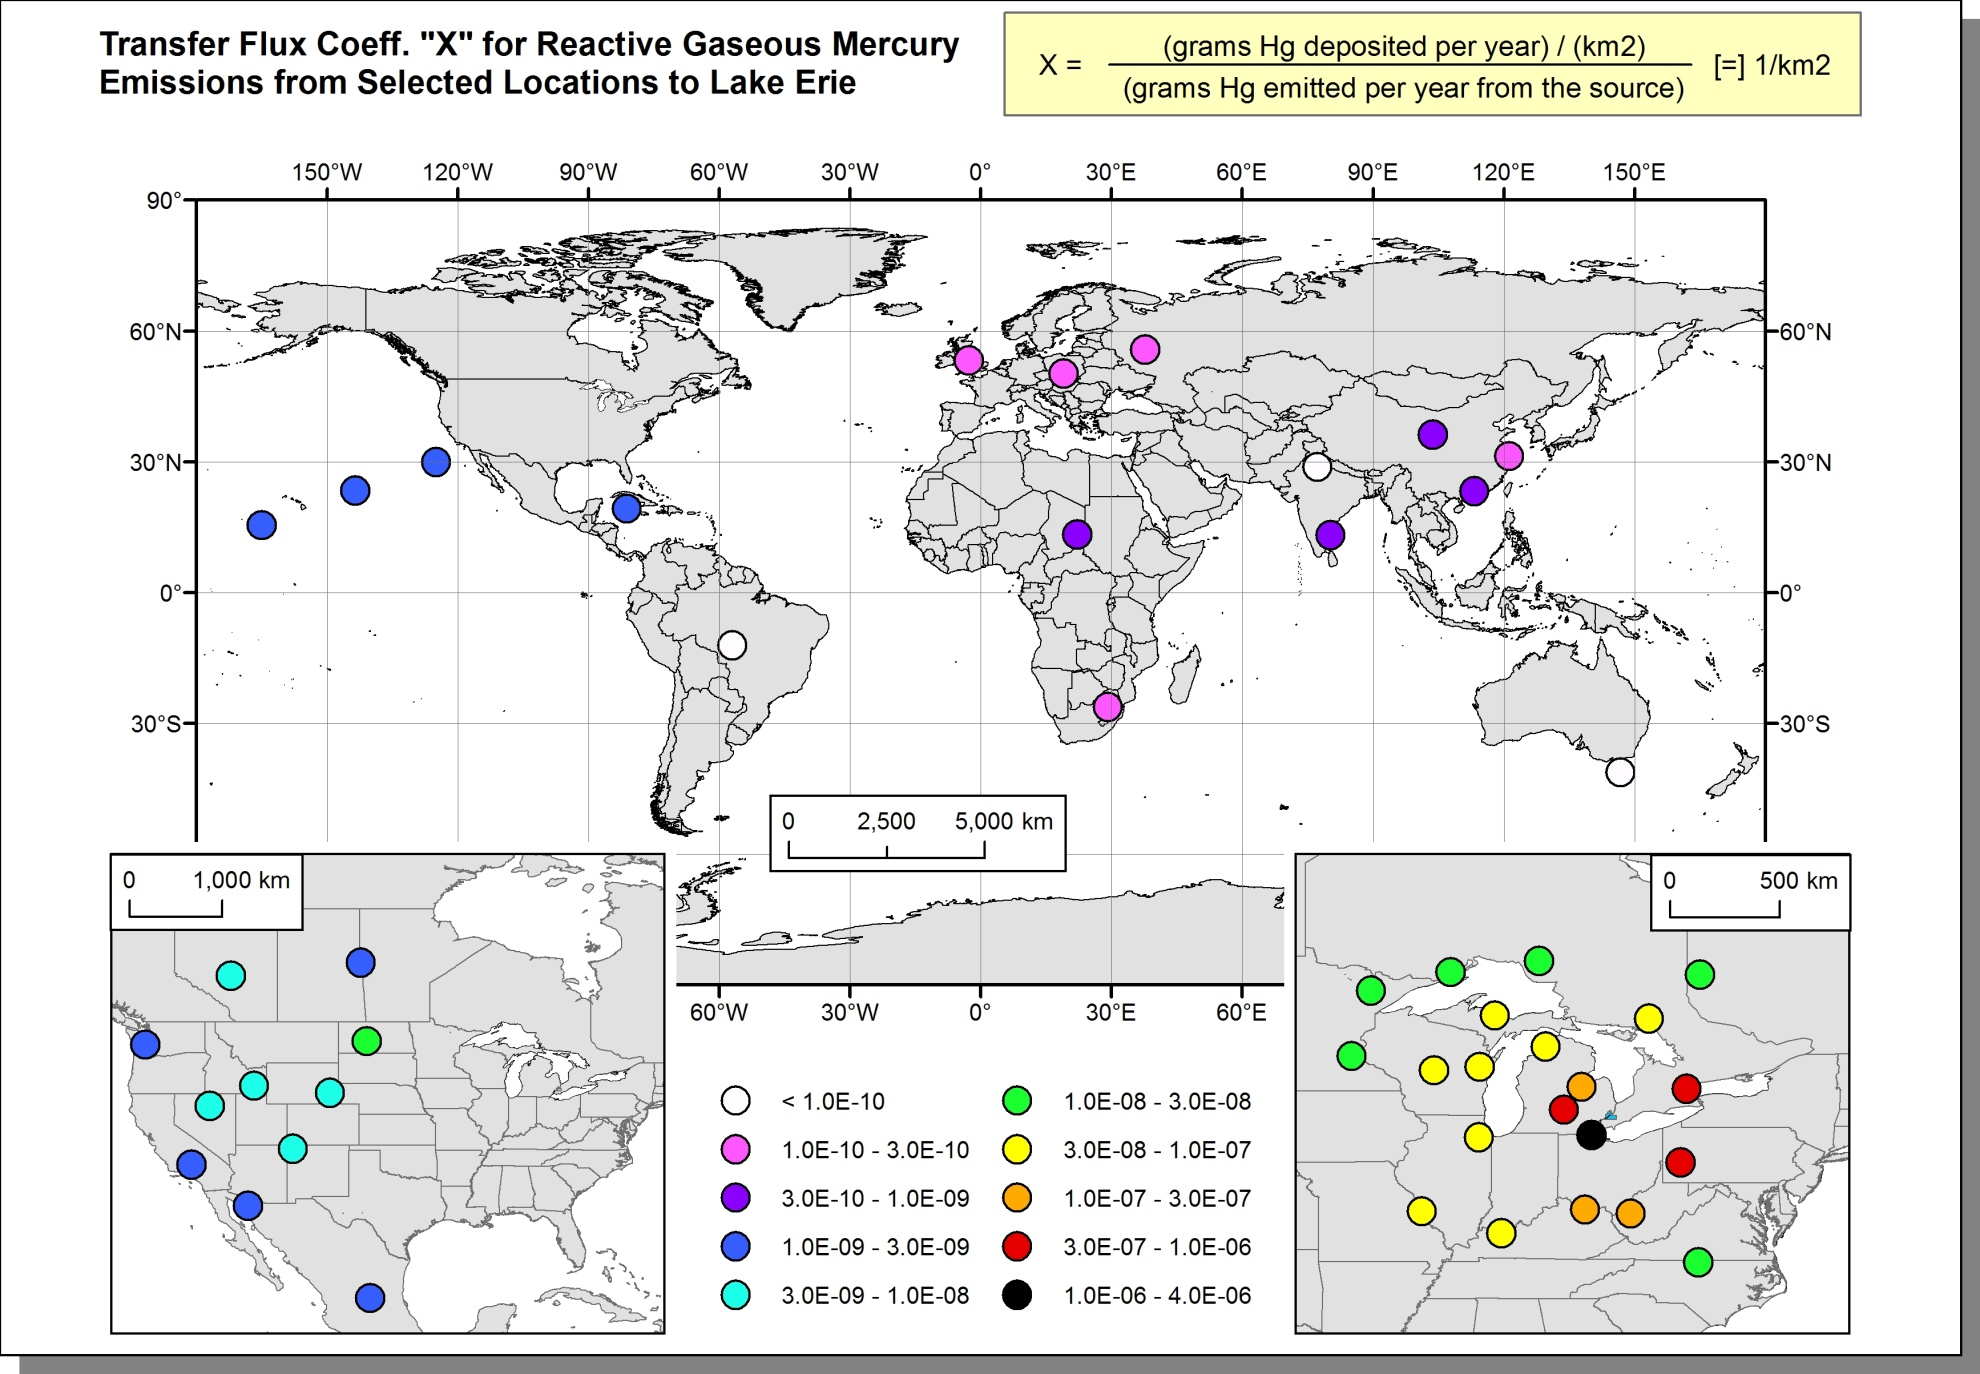 Transfer Flux Coeff. "X" for Reactive Gaseous Mercury
Emissions from Selected Locations to Lake Erie
X = (grams Hg deposited per year) / (km2) [=] 1/km2
(grams Hg emitted per year from the source)
150°W 120°W 90°W 60°W 30°W 0° 30°E 60°E 90°E 120°E 150°E
90°
60°N 60°N
30°N 30°N
0° 0°
30°S 30°S
0 2,500 5,000 km
0 1,000 km
0 500 km
60°W 30°W 0° 30°E 60°E
< 1.0E-10
1.0E-10 - 3.0E-10
3.0E-10 - 1.0E-09
1.0E-09 - 3.0E-09
3.0E-09 - 1.0E-08
1.0E-08 - 3.0E-08
3.0E-08 - 1.0E-07
1.0E-07 - 3.0E-07
3.0E-07 - 1.0E-06
1.0E-06 - 4.0E-06